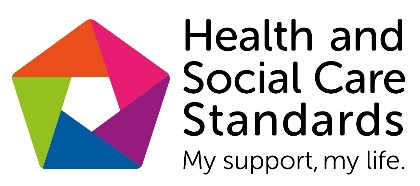 Health and
Social Care
Standards
My support, my life.